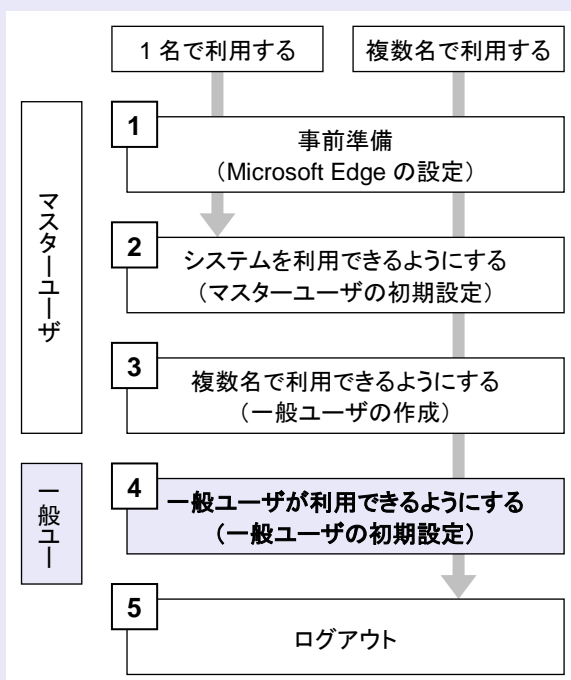 1 名で利用する
複数名で利用する
マスターユーザ
1
事前準備
（Microsoft Edge の設定）
2
システムを利用できるようにする
（マスターユーザの初期設定）
3
複数名で利用できるようにする
（一般ユーザの作成）
一般ユー
4
一般ユーザが利用できるようにする
（一般ユーザの初期設定）
5
ログアウト